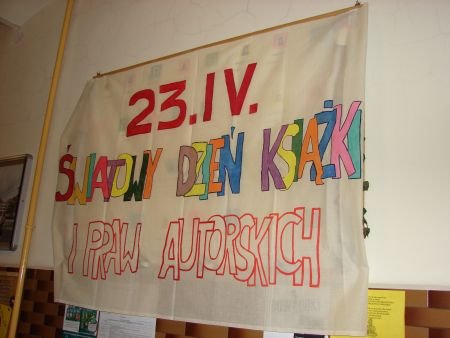 23.IV.
ŚWIATOWY DZIEŃ KSIĄŻKI
I PRAW AUTORSKICH